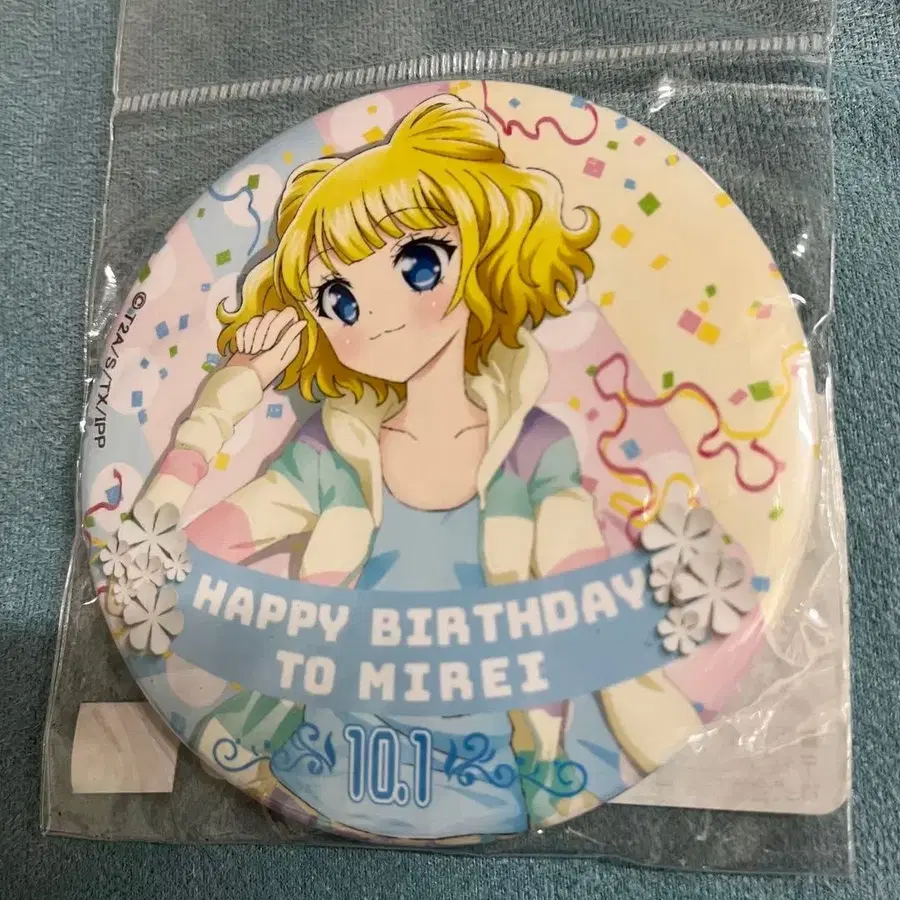 ©T2A/S/TX/IPP
HAPPY BIRTHDAY
TO MIREI
10.1